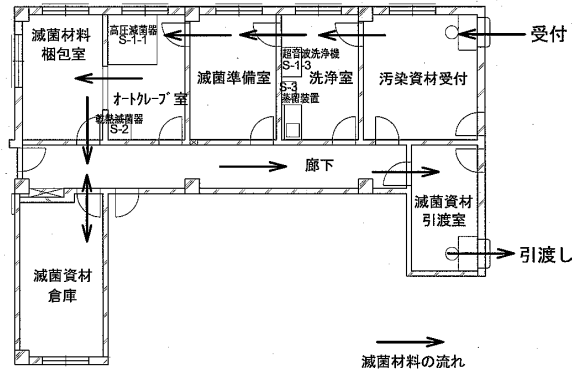 滅菌材料
梱包室
高圧滅菌器
S-1-1
オートクレーブ室
乾熱滅菌器
S-2
滅菌準備室
超音波洗浄機
S-1-3
洗浄室
S-3
蒸留装置
汚染資材受付
受付
廊下
滅菌資材
引渡室
引渡し
滅菌資材
倉庫
滅菌材料の流れ